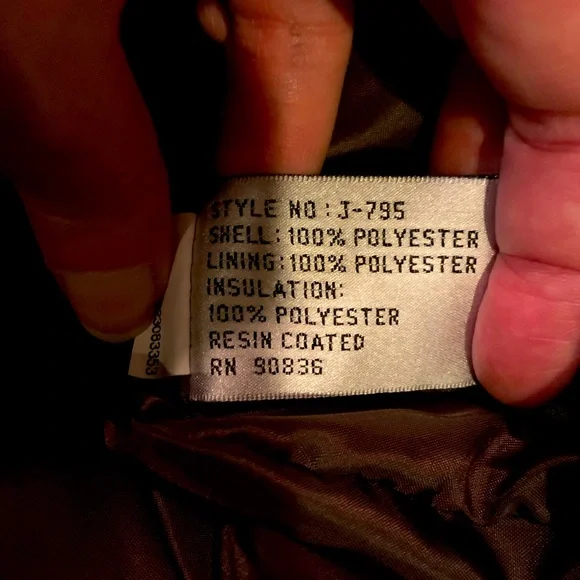 STYLE NO : J-795
SHELL: 100% POLYESTER
LINING: 100% POLYESTER
INSULATION:
100% POLYESTER
RESIN COATED
RN 90836